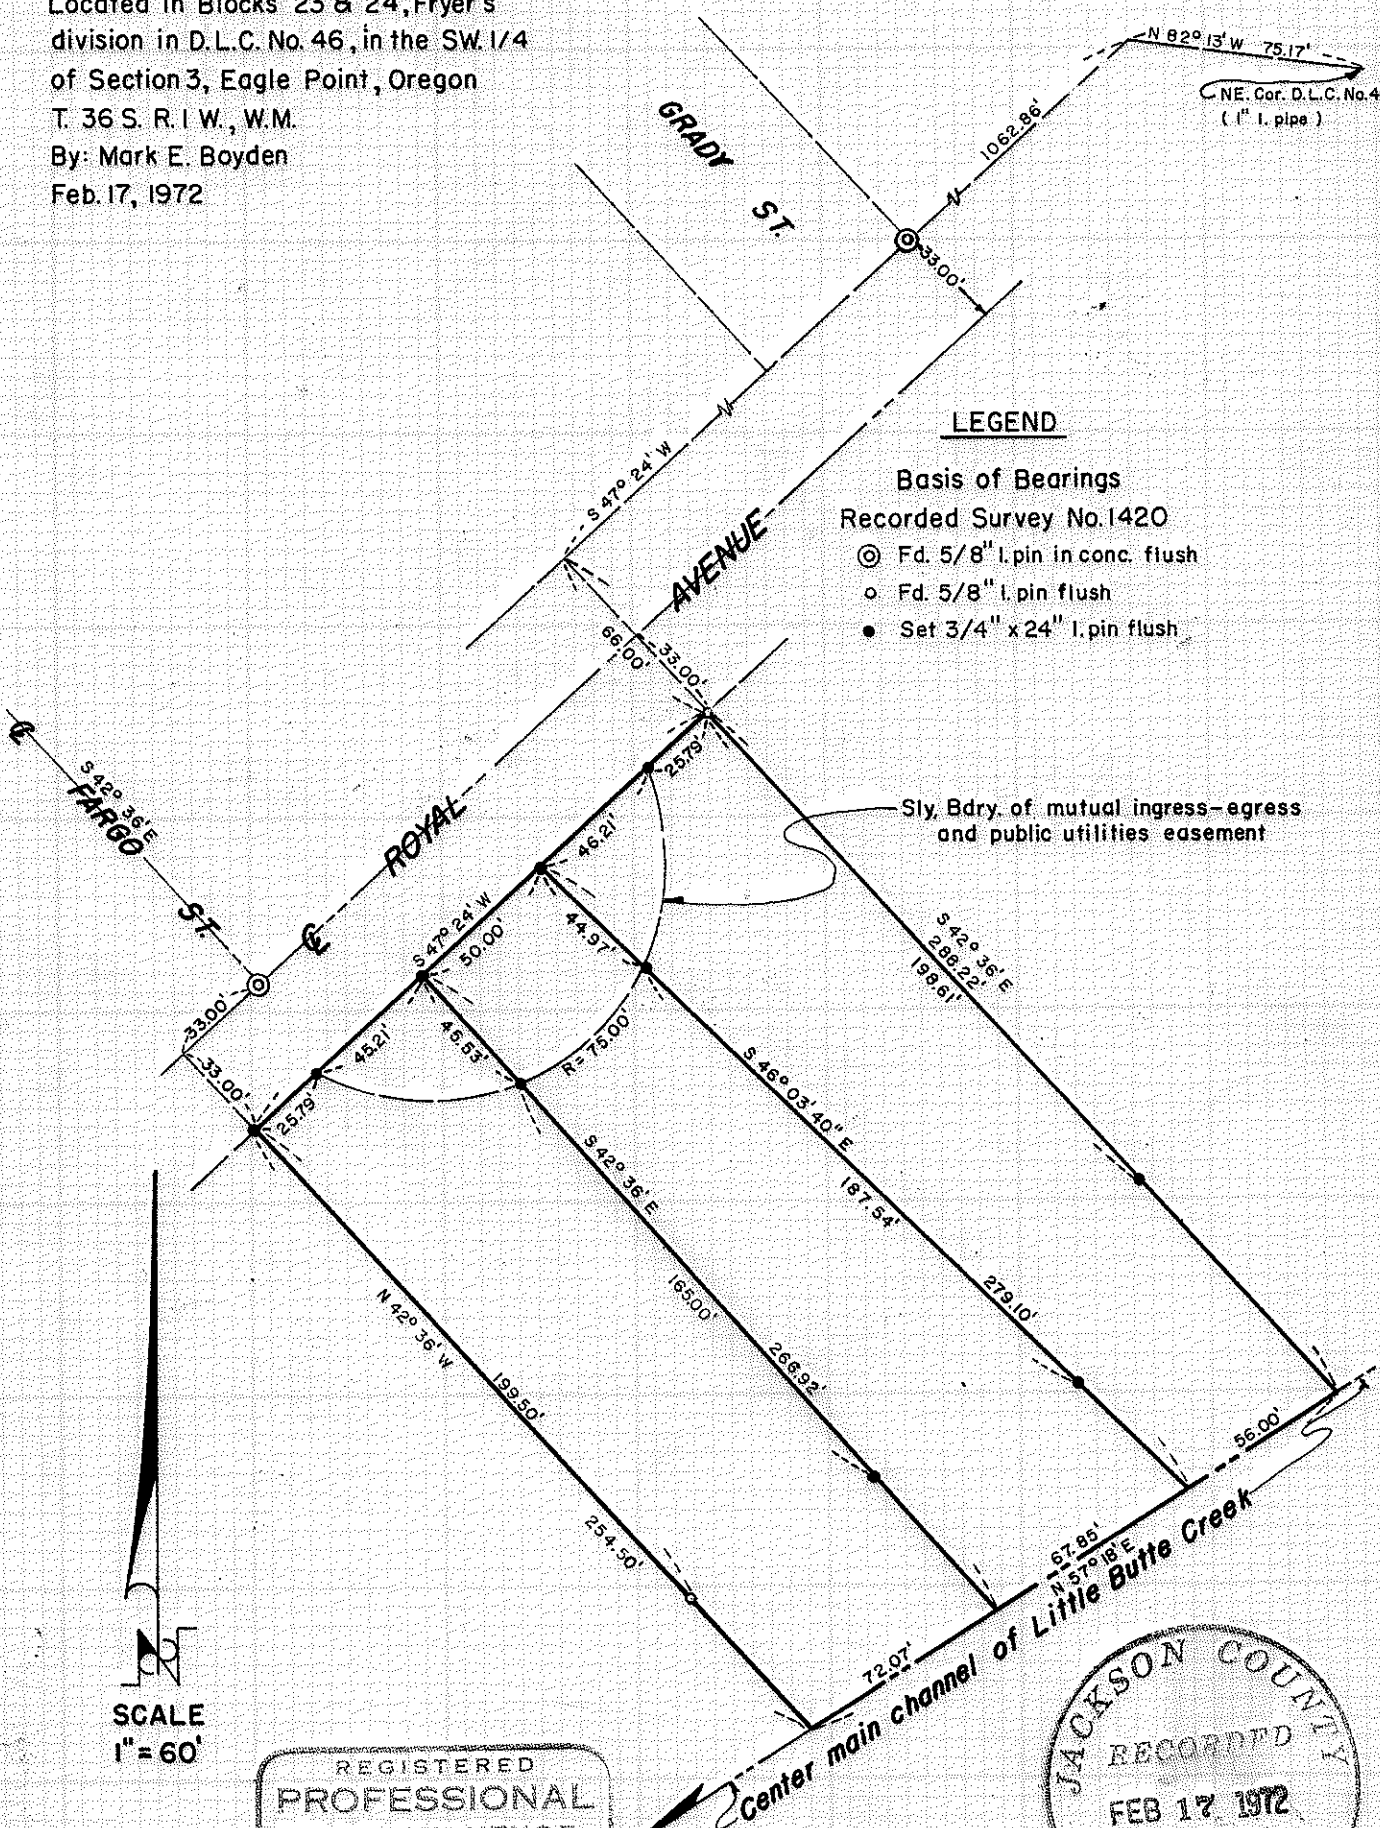 Located in Blocks 23 & 24, Fryer's
division in D.L.C. No. 46, in the SW. 1/4
of Section 3, Eagle Point, Oregon
T. 36 S. R. 1 W., W.M.
By: Mark E. Boyden
Feb. 17, 1972
N 82° 13' W 75.17'
NE. Cor. D.L.C. No. 4
( 1" I. pipe )
1062.86'
GRADY ST.
33.00'
LEGEND
Basis of Bearings
Recorded Survey No. 1420
Fd. 5/8" I. pin in conc. flush
Fd. 5/8" I. pin flush
Set 3/4" x 24" I. pin flush
S 47° 24' W
ROYAL AVENUE
66.00'
33.00'
25.79'
46.21'
S 47° 24' W
50.00'
45.21'
25.79'
44.97'
46.53'
R = 75.00'
Sly. Bdry. of mutual ingress-egress
and public utilities easement
S 42° 36' E
FARGO ST.
33.00'
33.00'
S 42° 36' E
288.22'
198.61'
S 46° 03' 40" E
187.54'
279.10'
S 42° 36' E
165.00'
266.92'
N 42° 36' W
199.50'
254.50'
56.00'
67.85'
N 57° 18' E
72.07'
Center main channel of Little Butte Creek
N
SCALE
1" = 60'
REGISTERED
PROFESSIONAL
JACKSON COUNTY
RECORDED
FEB 17 1972